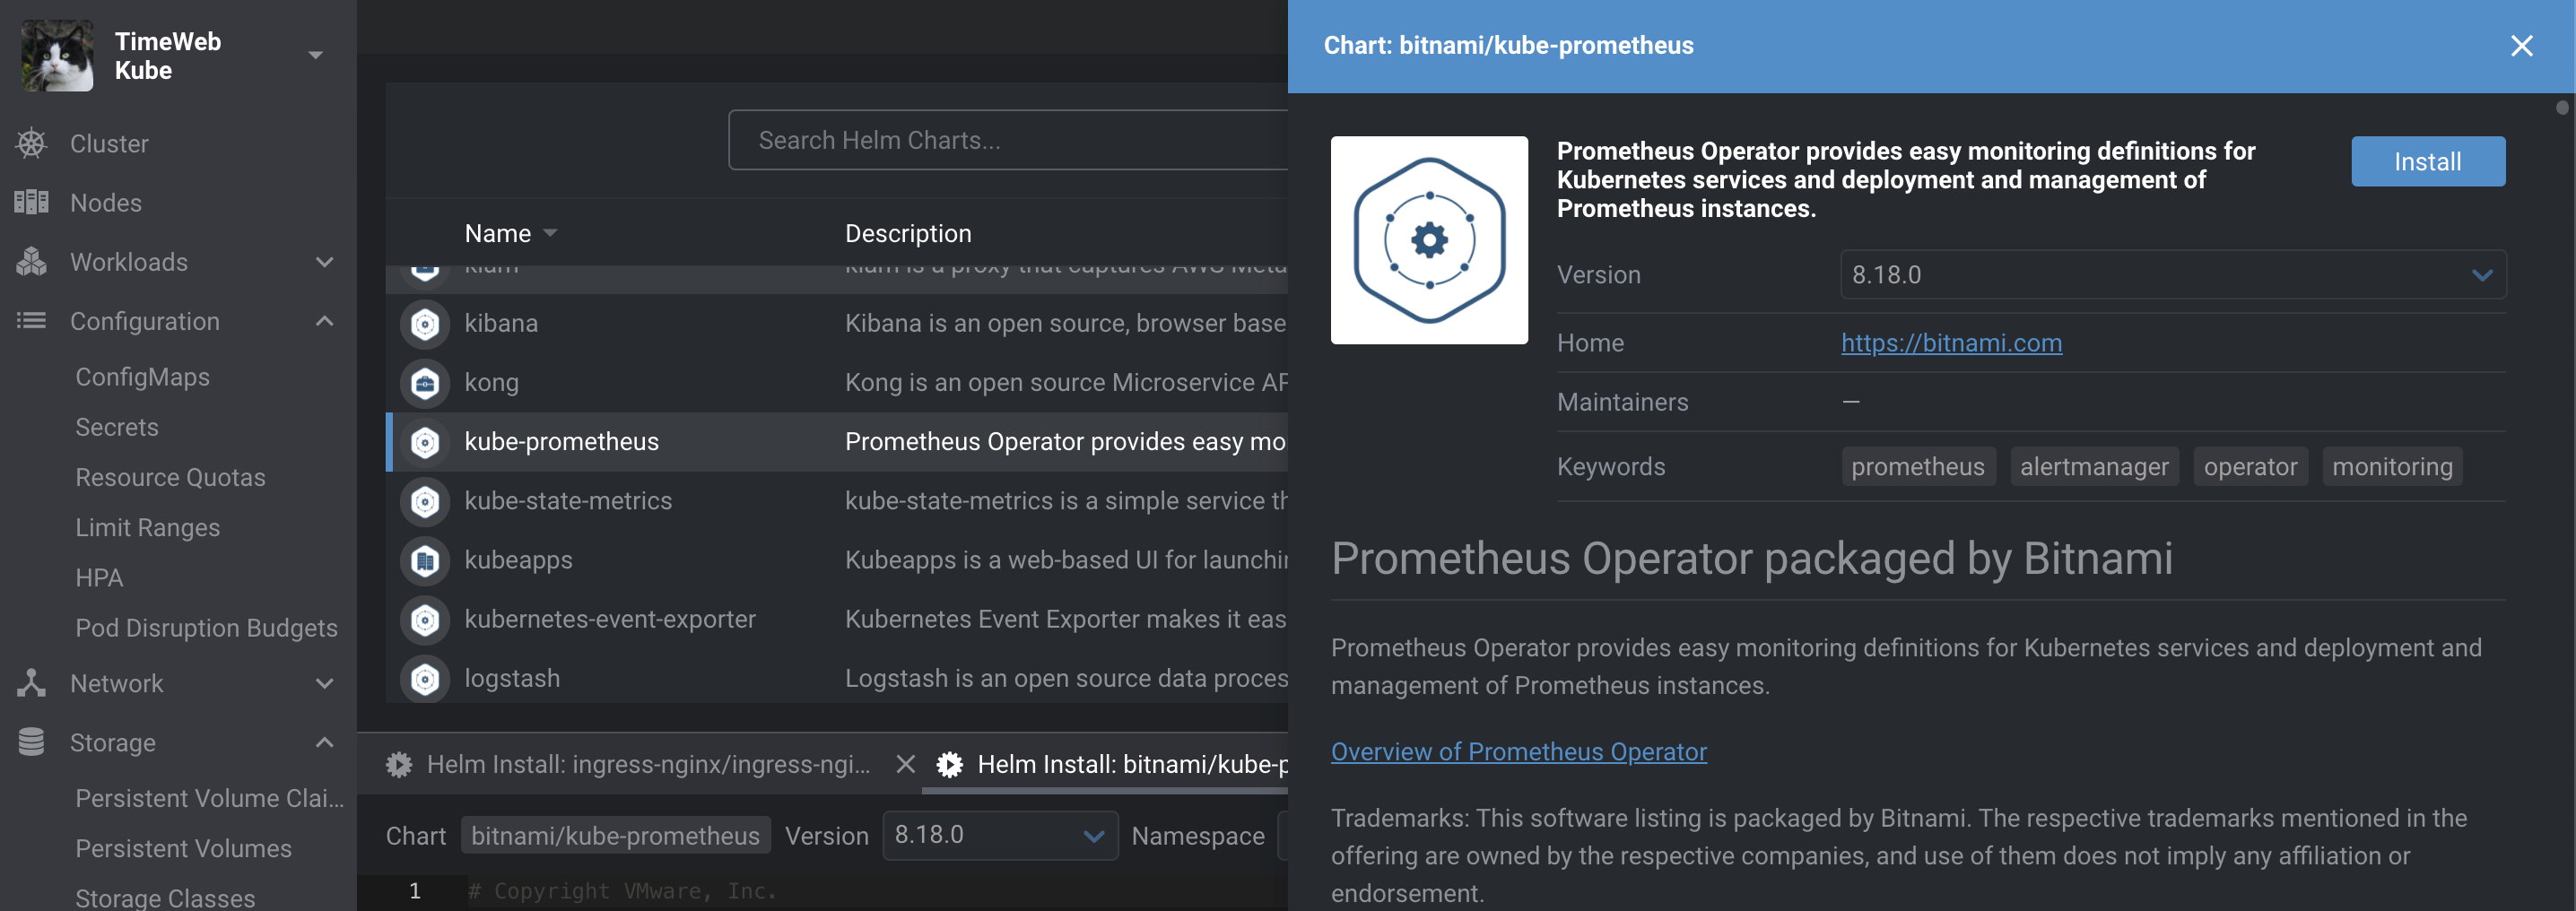 TimeWeb
Kube
Cluster
Nodes
Workloads
Configuration
ConfigMaps
Secrets
Resource Quotas
Limit Ranges
HPA
Pod Disruption Budgets
Network
Storage
Persistent Volume Clai...
Persistent Volumes
Storage Classes
Search Helm Charts...
Name Description
kiam kiam is a proxy that captures AWS Meta
kibana Kibana is an open source, browser base
kong Kong is an open source Microservice AP
kube-prometheus Prometheus Operator provides easy mo
kube-state-metrics kube-state-metrics is a simple service th
kubeapps Kubeapps is a web-based UI for launchin
kubernetes-event-exporter Kubernetes Event Exporter makes it eas
logstash Logstash is an open source data proces
Helm Install: ingress-nginx/ingress-ngi... Helm Install: bitnami/kube-p
Chart bitnami/kube-prometheus Version 8.18.0 Namespace
1 # Copyright VMware, Inc.
Chart: bitnami/kube-prometheus
Prometheus Operator provides easy monitoring definitions for
Kubernetes services and deployment and management of
Prometheus instances.
Install
Version 8.18.0
Home https://bitnami.com
Maintainers —
Keywords prometheus alertmanager operator monitoring
Prometheus Operator packaged by Bitnami
Prometheus Operator provides easy monitoring definitions for Kubernetes services and deployment and
management of Prometheus instances.
Overview of Prometheus Operator
Trademarks: This software listing is packaged by Bitnami. The respective trademarks mentioned in the
offering are owned by the respective companies, and use of them does not imply any affiliation or
endorsement.